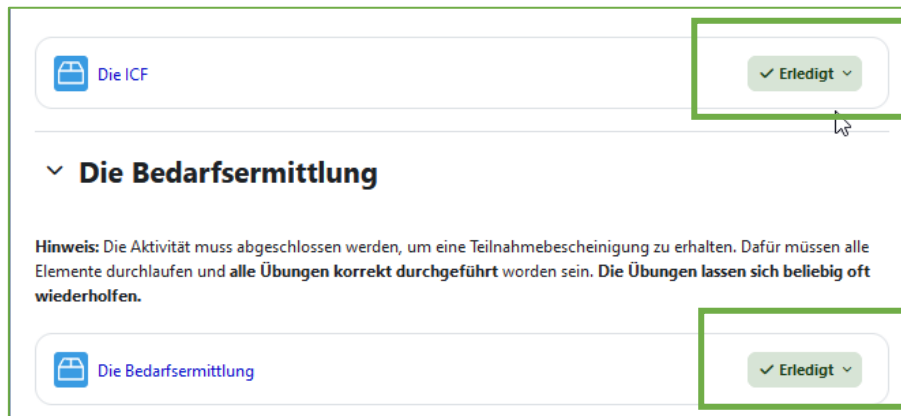 Die ICF
Erledigt
Die Bedarfsermittlung
Hinweis: Die Aktivität muss abgeschlossen werden, um eine Teilnahmebescheinigung zu erhalten. Dafür müssen alle
Elemente durchlaufen und alle Übungen korrekt durchgeführt worden sein. Die Übungen lassen sich beliebig oft
wiederholfen.
Die Bedarfsermittlung
Erledigt